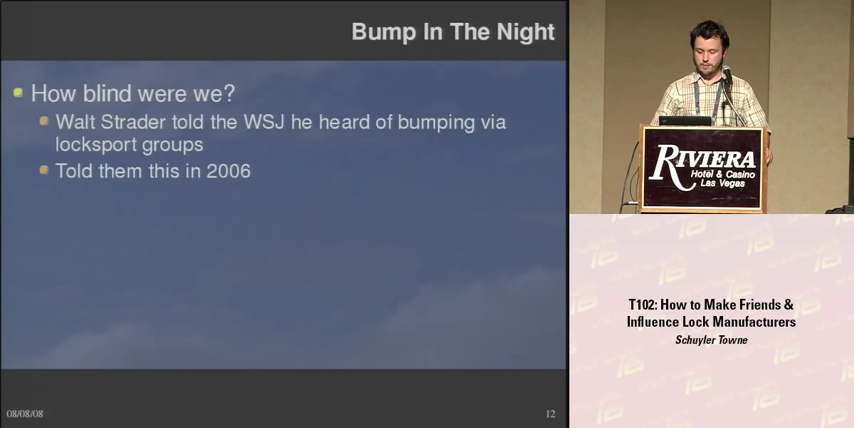 Bump In The Night
How blind were we?
Walt Strader told the WSJ he heard of bumping via
locksport groups
Told them this in 2006
08/08/08
12
RIVIERA
Hotel & Casino
Las Vegas
T102: How to Make Friends &
Influence Lock Manufacturers
Schuyler Towne